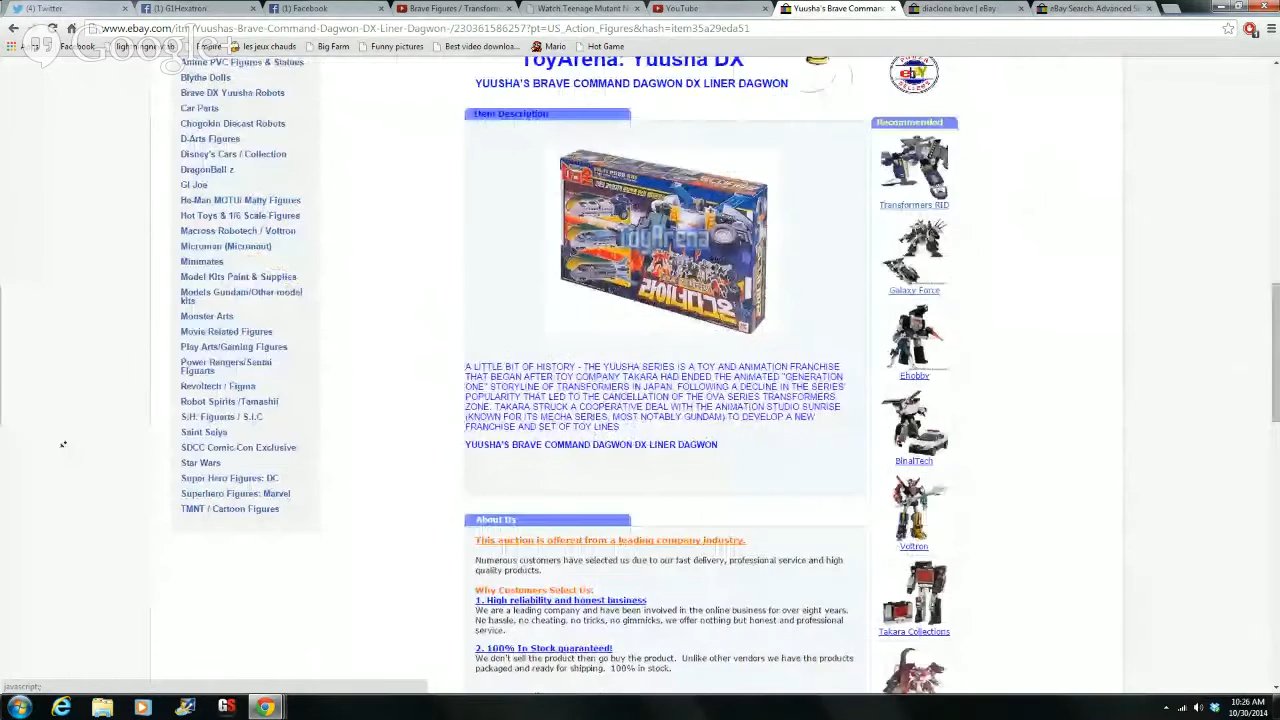 (4) Twitter
(1) G1Hextron
(1) Facebook
Brave Figures / Transform
Watch Teenage Mutant N
YouTube
Yuusha's Brave Comman
diaclone brave | eBay
eBay Search: Advanced S
www.ebay.com/itm/Yuushas-Brave-Command-Dagwon-DX-Liner-Dagwon-/230361586257?pt=US_Action_Figures&hash=item35a29eda51
Facebook
Empire
les jeux chauds
Big Farm
Funny pictures
Best video downloa...
Mario
Hot Game
Anime PVC Figures & Statues
Blythe Dolls
Brave DX Yuusha Robots
Car Parts
Chogokin Diecast Robots
D-Arts Figures
Disney's Cars / Collection
DragonBall z
GI Joe
He-Man MOTU/ Matty Figures
Hot Toys & 1/6 Scale Figures
Macross Robotech / Voltron
Microman (Micronaut)
Minimates
Model Kits Paint & Supplies
Models Gundam/Other model
kits
Monster Arts
Movie Related Figures
Play Arts/Gaming Figures
Power Rangers/Sentai
Figuarts
Revoltech / Figma
Robot Spirits /Tamashii
S.H. Figuarts / S.I.C
Saint Seiya
SDCC Comic Con Exclusive
Star Wars
Super Hero Figures: DC
Superhero Figures: Marvel
TMNT / Cartoon Figures
ToyArena: Yuusha DX
YUUSHA'S BRAVE COMMAND DAGWON DX LINER DAGWON
Item Description
ToyArena
A LITTLE BIT OF HISTORY - THE YUUSHA SERIES IS A TOY AND ANIMATION FRANCHISE
THAT BEGAN AFTER TOY COMPANY TAKARA HAD ENDED THE ANIMATED "GENERATION
ONE" STORYLINE OF TRANSFORMERS IN JAPAN. FOLLOWING A DECLINE IN THE SERIES'
POPULARITY THAT LED TO THE CANCELLATION OF THE OVA SERIES TRANSFORMERS
ZONE, TAKARA STRUCK A COOPERATIVE DEAL WITH THE ANIMATION STUDIO SUNRISE
(KNOWN FOR ITS MECHA SERIES, MOST NOTABLY GUNDAM) TO DEVELOP A NEW
FRANCHISE AND SET OF TOY LINES
YUUSHA'S BRAVE COMMAND DAGWON DX LINER DAGWON
About Us
This auction is offered from a leading company industry.
Numerous customers have selected us due to our fast delivery, professional service and high
quality products.
Why Customers Select Us:
1. High reliability and honest business
We are a leading company and have been involved in the online business for over eight years.
No hassle, no cheating, no tricks, no gimmicks, we offer nothing but honest and professional
service.
2. 100% In Stock guaranteed!
We don't sell the product then go buy the product. Unlike other vendors we have the products
packaged and ready for shipping. 100% in stock.
POWER
ebY
SELLER
Recommended
Transformers RID
Galaxy Force
Ehobby
BinalTech
Voltron
Takara Collections
javascript:;
10:26 AM
10/30/2014